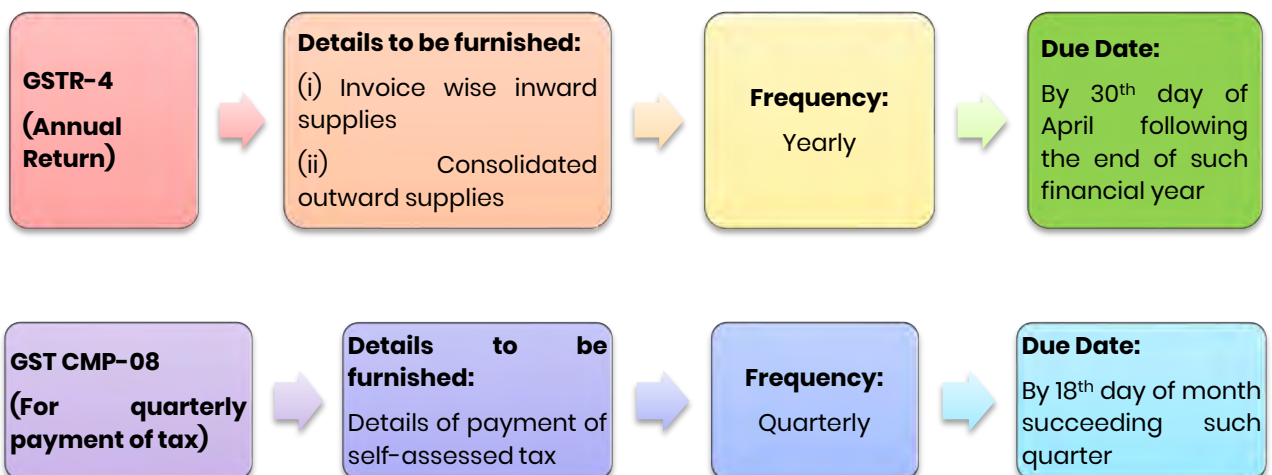 GSTR-4
(Annual
Return)
Details to be furnished:
(i) Invoice wise inward
supplies
(ii) Consolidated
outward supplies
Frequency:
Yearly
Due Date:
By 30th day of
April following
the end of such
financial year
GST CMP-08
(For quarterly
payment of tax)
Details to be
furnished:
Details of payment of
self-assessed tax
Frequency:
Quarterly
Due Date:
By 18th day of month
succeeding such
quarter